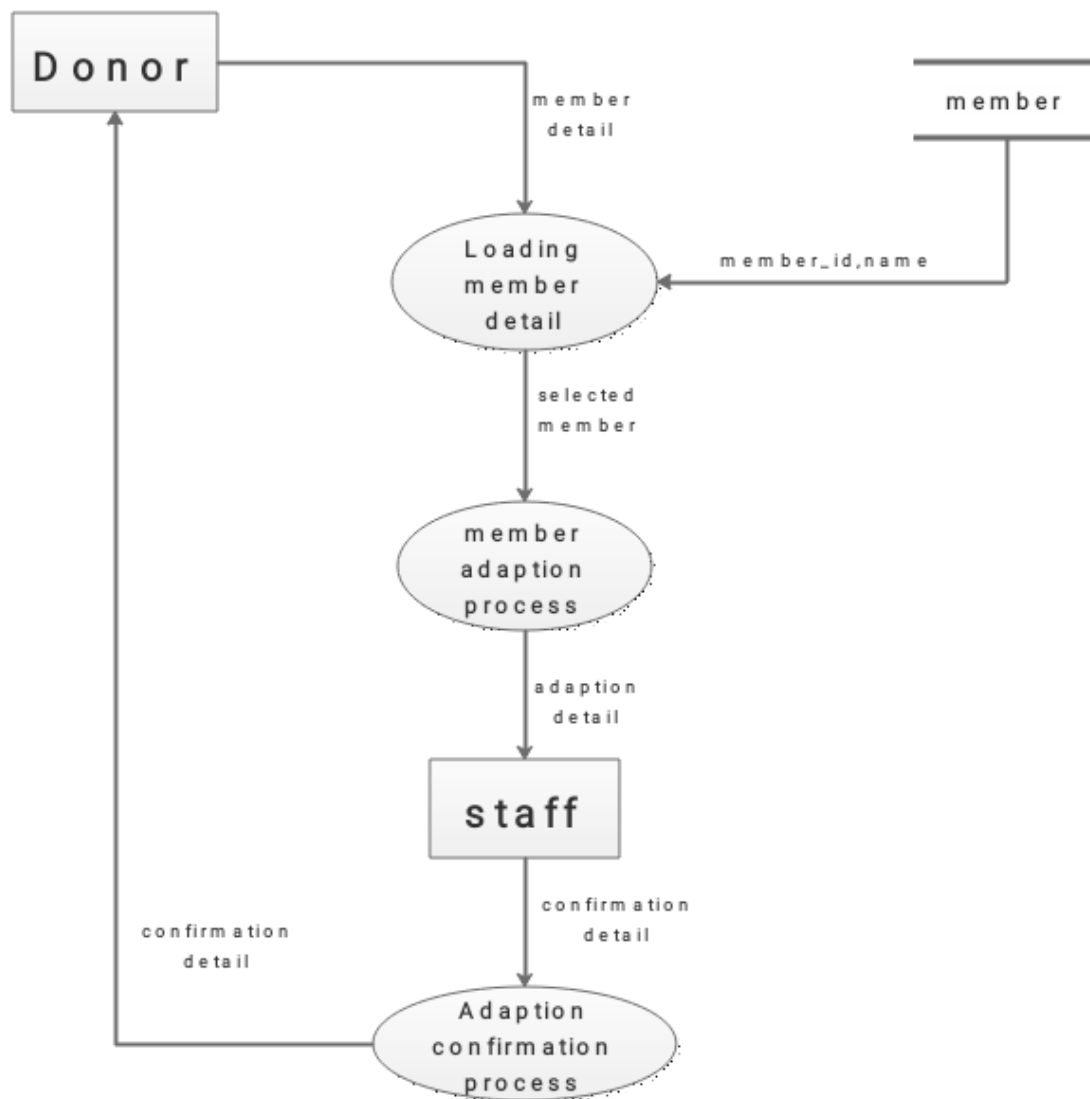 Donor
member
detail
member
Loading
member
detail
member_id,name
selected
member
member
adaption
process
adaption
detail
staff
confirmation
detail
confirmation
detail
Adaption
confirmation
process